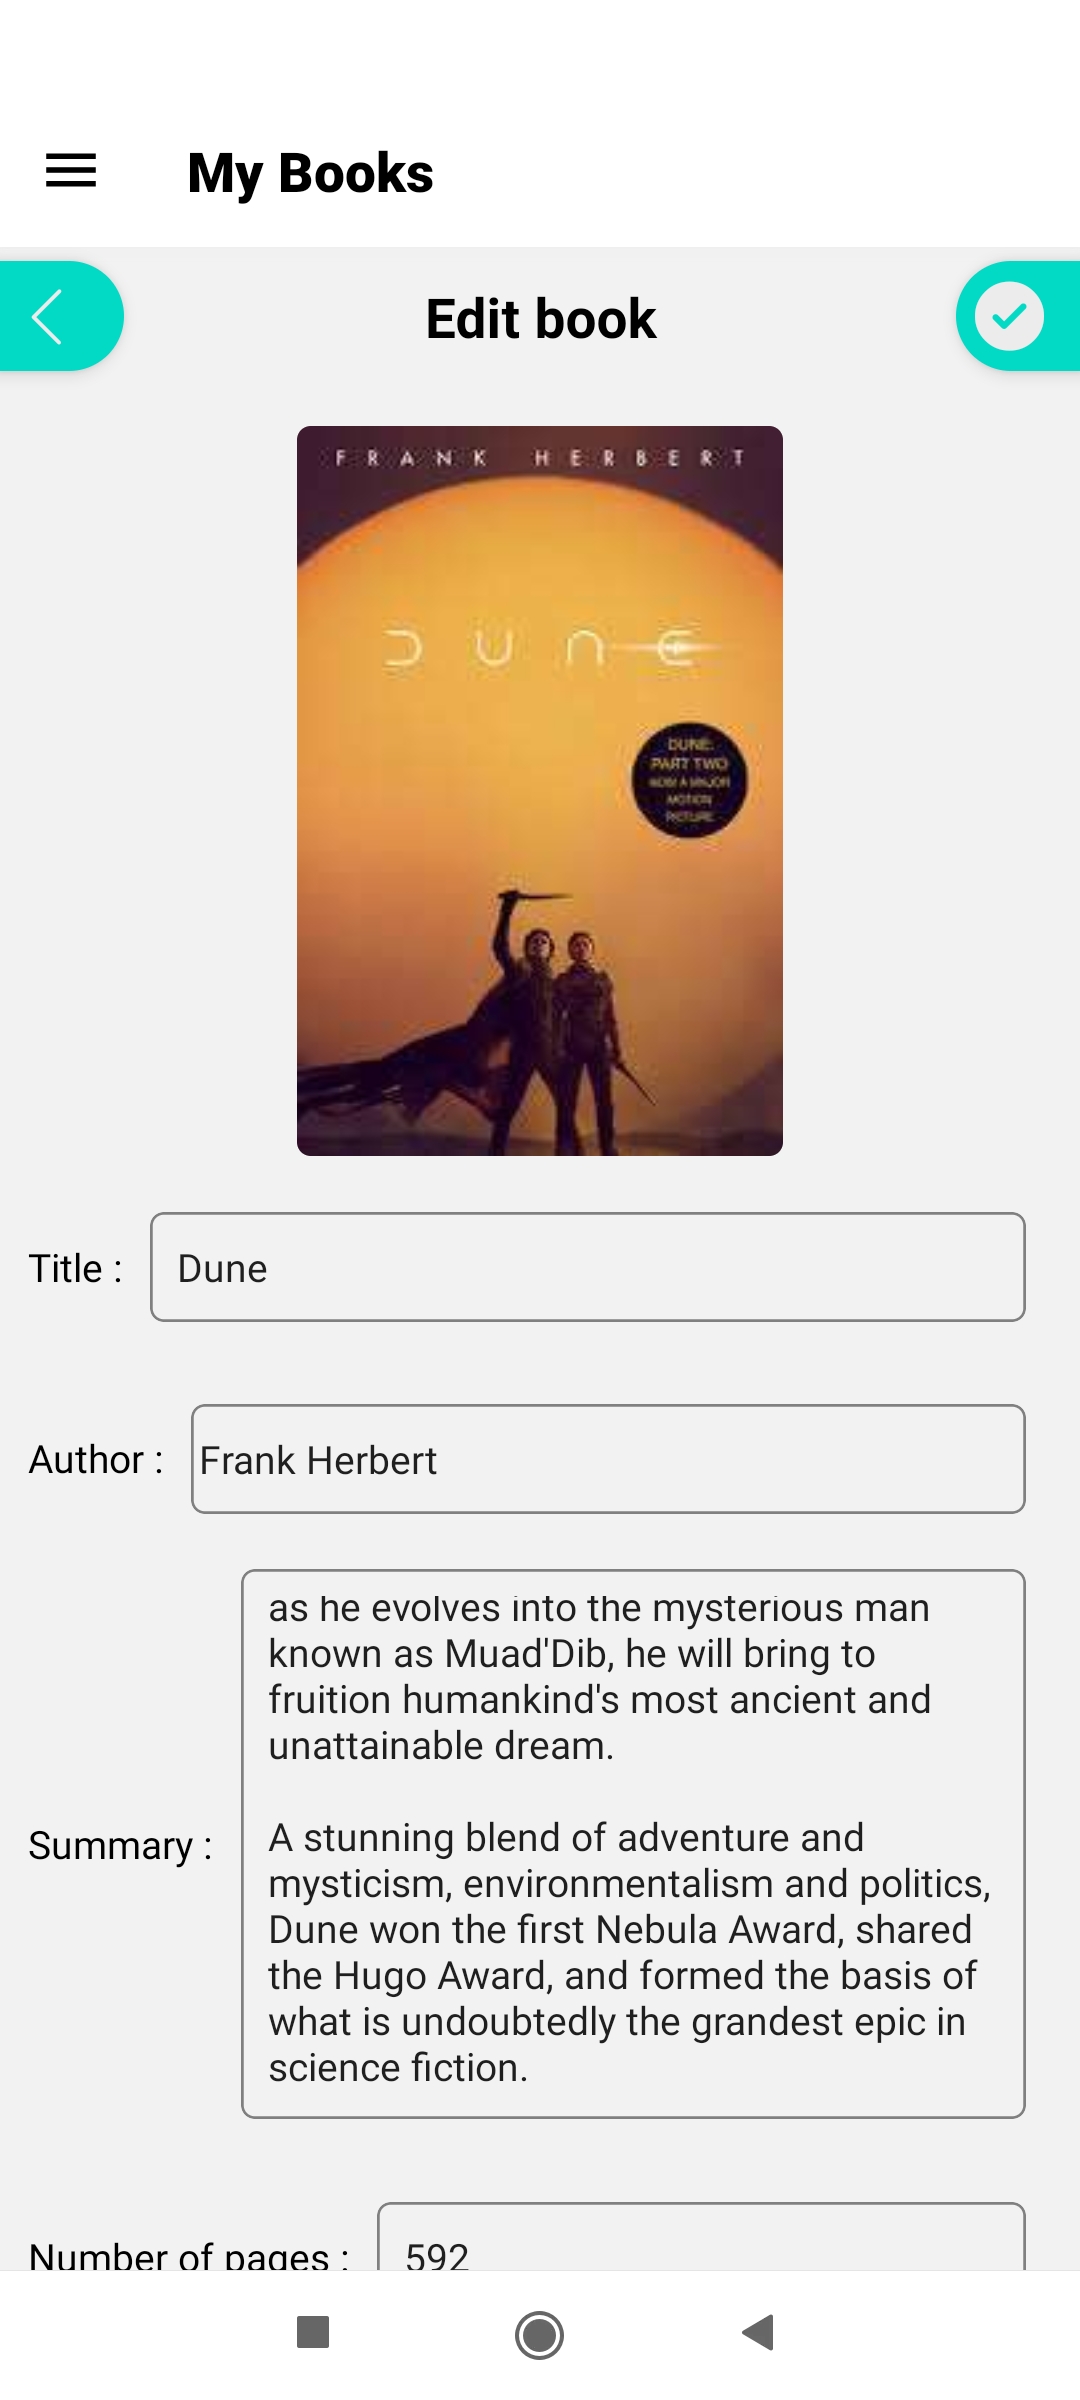 My Books
Edit book
FRANK HERBERT
DUNE
DUNE:
PART TWO
NOW A MAJOR
MOTION
PICTURE
Title :
Dune
Author :
Frank Herbert
Summary :
as he evolves into the mysterious man
known as Muad'Dib, he will bring to
fruition humankind's most ancient and
unattainable dream.
A stunning blend of adventure and
mysticism, environmentalism and politics,
Dune won the first Nebula Award, shared
the Hugo Award, and formed the basis of
what is undoubtedly the grandest epic in
science fiction.
Number of pages :
592